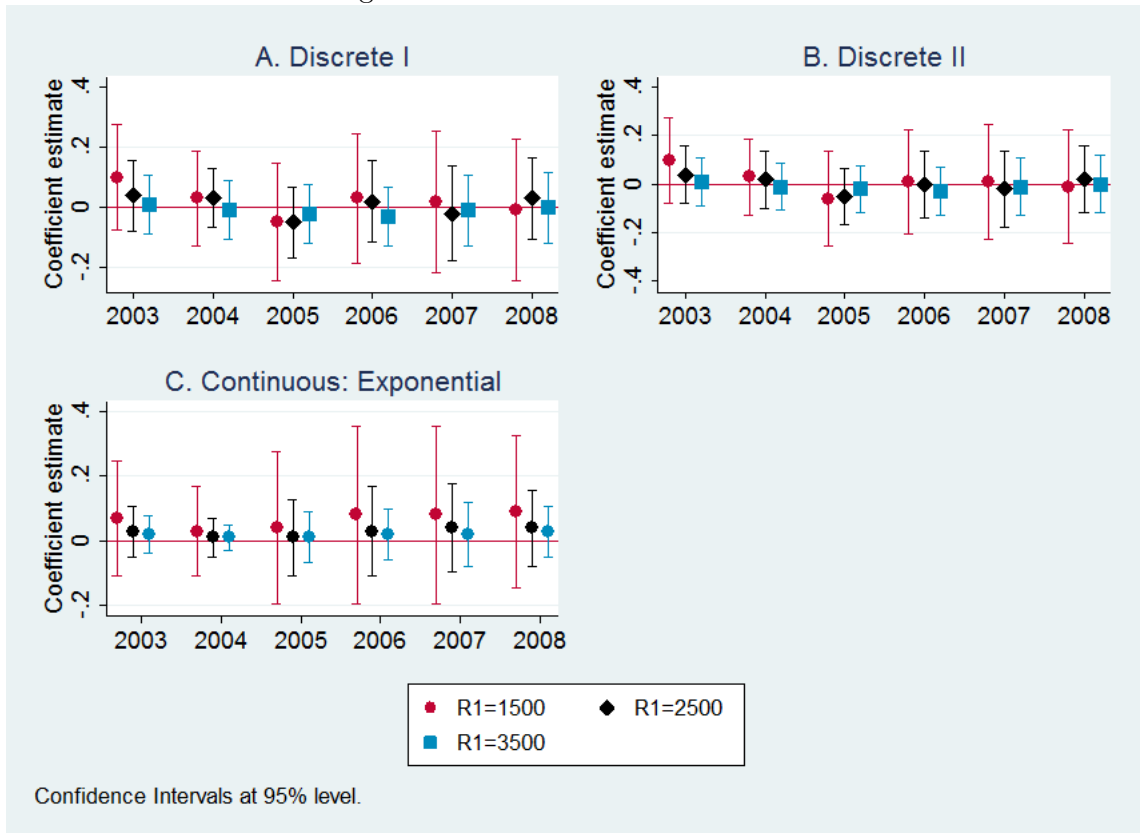 A. Discrete I
Coefficient estimate
.4
.2
0
-.2
2003 2004 2005 2006 2007 2008
B. Discrete II
Coefficient estimate
.4
.2
0
-.2
-.4
2003 2004 2005 2006 2007 2008
C. Continuous: Exponential
Coefficient estimate
.4
.2
0
-.2
2003 2004 2005 2006 2007 2008
R1=1500 R1=2500
R1=3500
Confidence Intervals at 95% level.